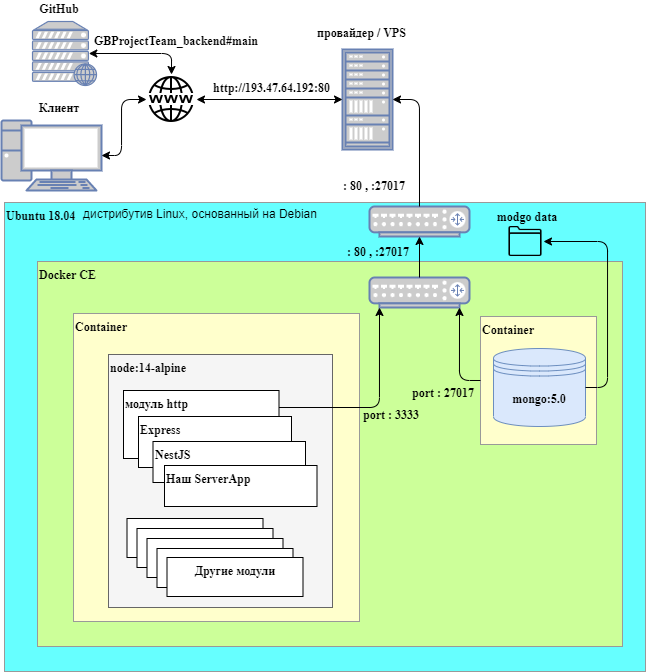 GitHub
GBProjectTeam_backend#main
провайдер / VPS
WWW
http://193.47.64.192:80
Клиент
: 80 , :27017
Ubuntu 18.04 дистрибутив Linux, основанный на Debian
modgo data
: 80 , :27017
Docker CE
Container
Container
node:14-alpine
модуль http
port : 27017
mongo:5.0
port : 3333
Express
NestJS
Наш ServerApp
Другие модули